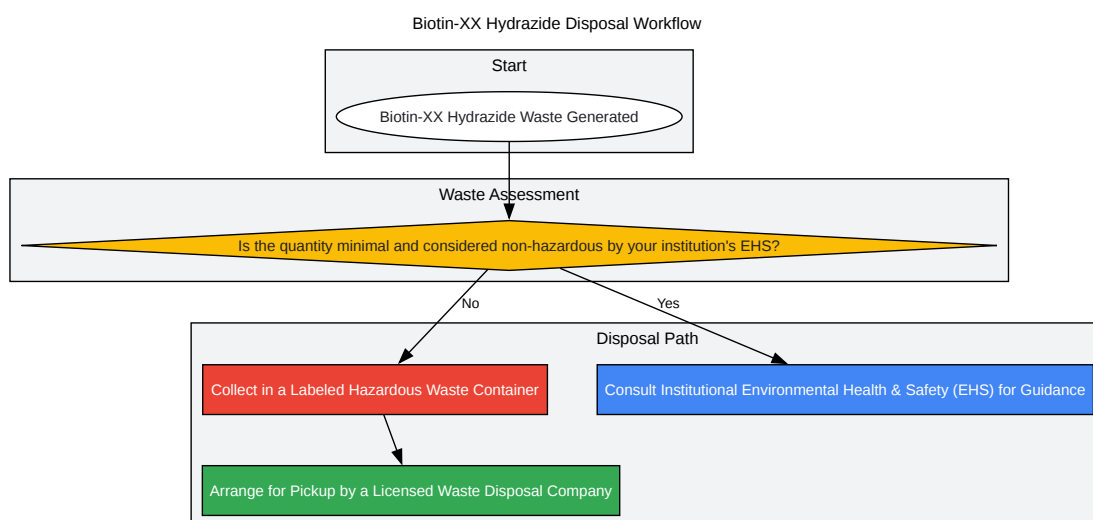 Biotin-XX Hydrazide Disposal Workflow
Start
Biotin-XX Hydrazide Waste Generated
Waste Assessment
Is the quantity minimal and considered non-hazardous by your institution's EHS?
No
Yes
Disposal Path
Collect in a Labeled Hazardous Waste Container
Consult Institutional Environmental Health & Safety (EHS) for Guidance
Arrange for Pickup by a Licensed Waste Disposal Company